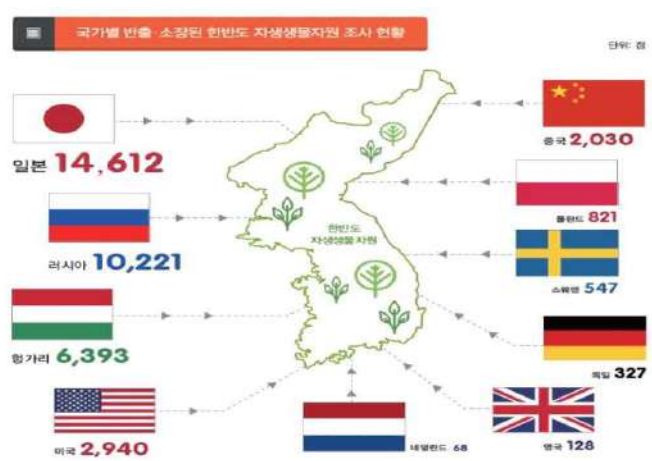 국가별 반출·소장된 한반도 자생생물자원 조사 현황
단위: 점
일본 14,612
중국 2,030
폴란드 821
러시아 10,221
한반도
자생생물자원
스웨덴 547
헝가리 6,393
독일 327
미국 2,940
네덜란드 68
영국 128